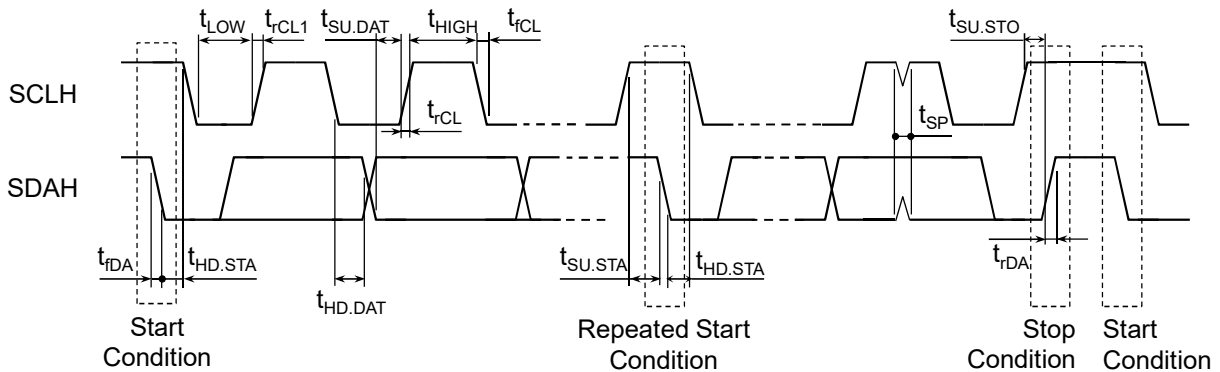 tLOW trCL1 tSU.DAT tHIGH tfCL tSU.STO
SCLH
trCL
tSP
SDAH
tfDA tHD.STA tSU.STA tHD.STA trDA
tHD.DAT
Start
Condition
Repeated Start
Condition
Stop
Condition
Start
Condition